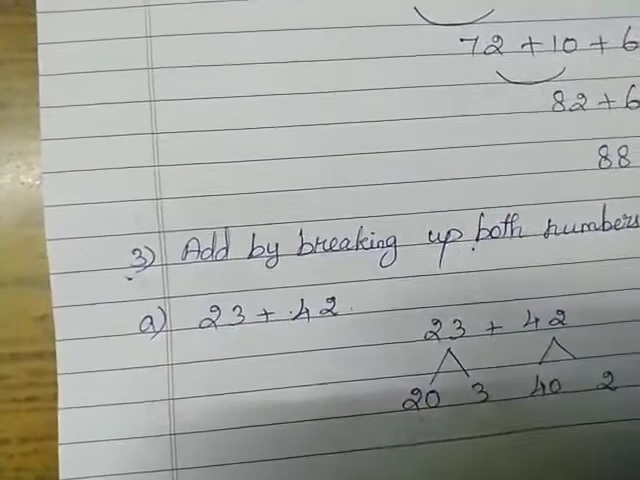 72 + 10 + 6
82 + 6
88
3) Add by breaking up both numbers
a) 23 + 42.
23 + 42
20 3 40 2